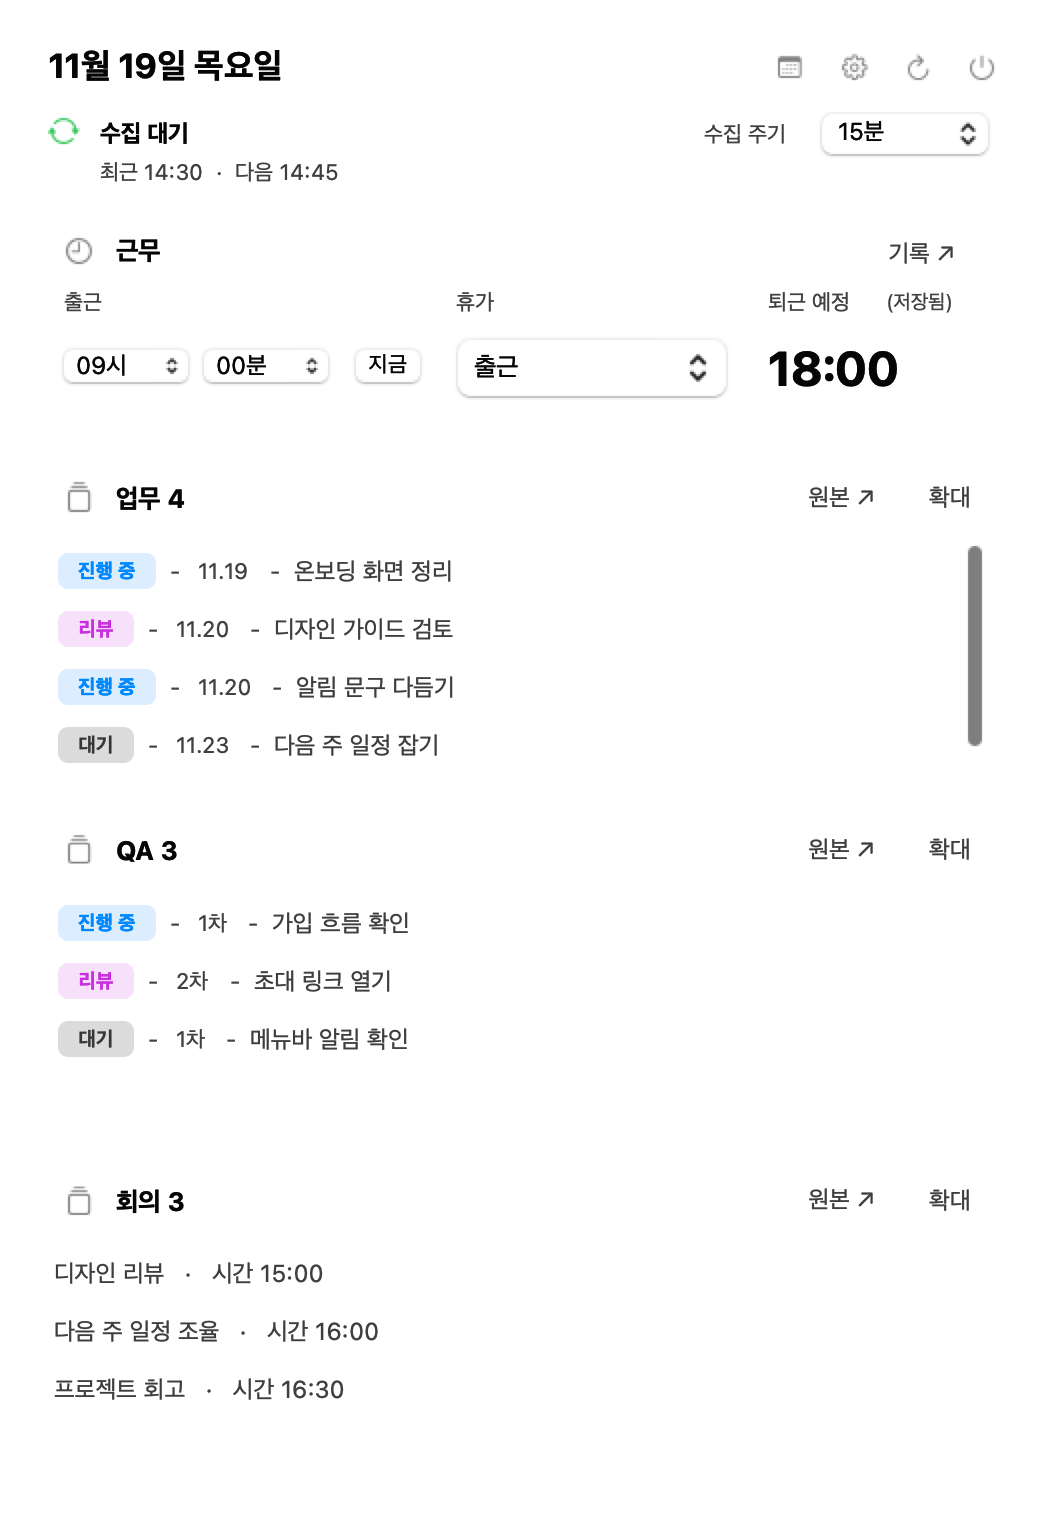 11월 19일 목요일
수집 대기 수집 주기 15분
최근 14:30 · 다음 14:45
근무 기록 ↗
출근 휴가 퇴근 예정 (저장됨)
09시 00분 지금 출근 18:00
업무 4 원본 ↗ 확대
진행 중 - 11.19 - 온보딩 화면 정리
리뷰 - 11.20 - 디자인 가이드 검토
진행 중 - 11.20 - 알림 문구 다듬기
대기 - 11.23 - 다음 주 일정 잡기
QA 3 원본 ↗ 확대
진행 중 - 1차 - 가입 흐름 확인
리뷰 - 2차 - 초대 링크 열기
대기 - 1차 - 메뉴바 알림 확인
회의 3 원본 ↗ 확대
디자인 리뷰 · 시간 15:00
다음 주 일정 조율 · 시간 16:00
프로젝트 회고 · 시간 16:30